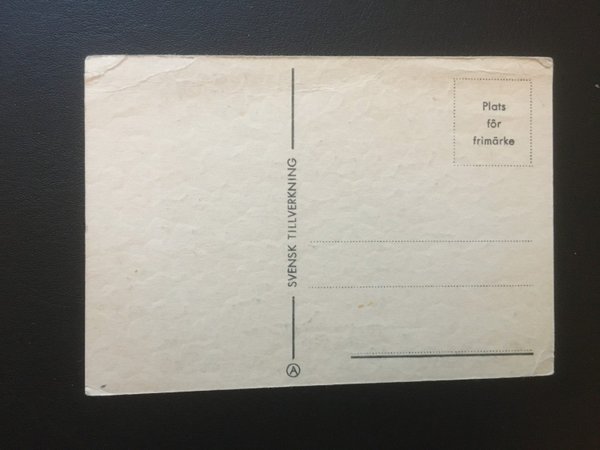 Plats
för
frimärke
SVENSK TILLVERKNING
A